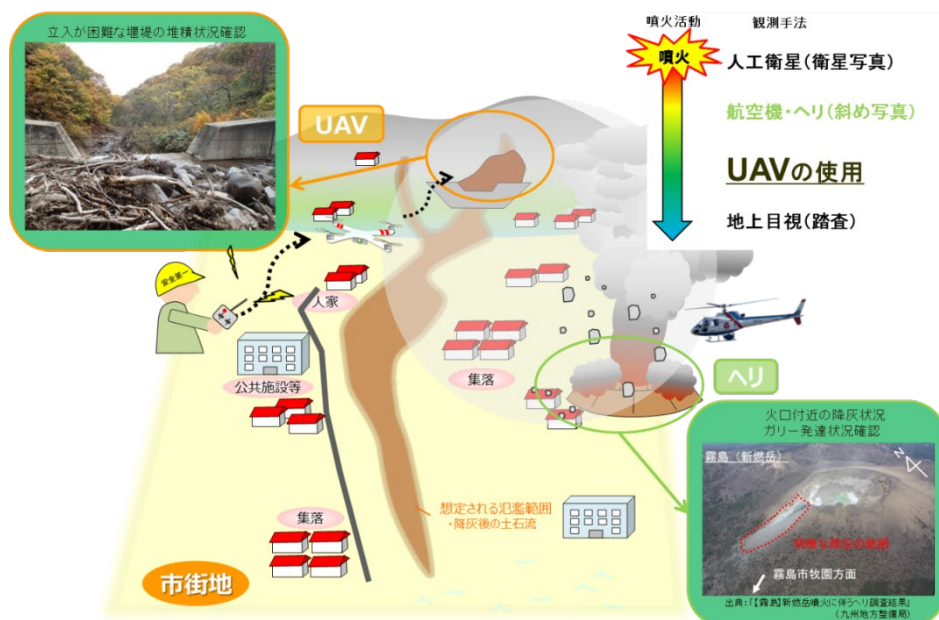 立入が困難な堰堤の堆積状況確認
噴火活動
観測手法
噴火
人工衛星(衛星写真)
航空機・ヘリ(斜め写真)
UAVの使用
地上目視(踏査)
UAV
安全第一
人家
公共施設等
集落
ヘリ
集落
想定される氾濫範囲
・降灰後の土石流
市街地
火口付近の降灰状況
ガリー発達状況確認
霧島(新燃岳)
N
霧島市牧園方面
出典:「【霧島】新燃岳噴火に伴うヘリ調査結果」
(九州地方整備局)